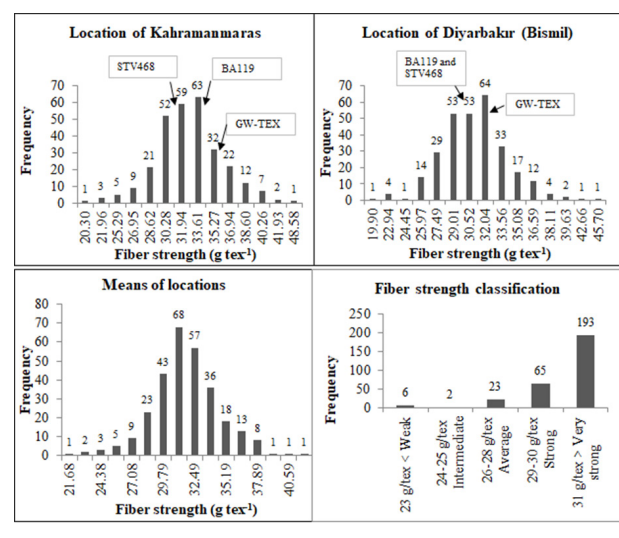 Location of Kahramanmaras
STV468
BA119
GW-TEX
Frequency
70
60
50
40
30
20
10
0
1 3 5 9 21 52 59 63 32 22 12 7 2 1
20.30 21.96 25.29 26.95 28.62 30.28 31.94 33.61 35.27 36.94 38.60 40.26 41.93 48.58
Fiber strength (g tex-1)
Location of Diyarbakır (Bismil)
BA119 and
STV468
GW-TEX
Frequency
70
60
50
40
30
20
10
0
1 4 1 14 29 53 53 64 33 17 12 4 2 1 1
19.90 22.94 24.45 25.97 27.49 29.01 30.52 32.04 33.56 35.08 36.59 38.11 39.63 42.66 45.70
Fiber strength (g tex-1)
Means of locations
Frequency
80
70
60
50
40
30
20
10
0
1 2 3 5 9 23 43 68 57 36 18 13 8 1 1 1
21.68 24.38 27.08 29.79 32.49 35.19 37.89 40.59
Fiber strength (g tex-1)
Fiber strength classification
Frequency
250
200
150
100
50
0
6 2 23 65 193
23 g/tex < Weak
24-25 g/tex
Intermediate
26-28 g/tex
Average
29-30 g/tex
Strong
31 g/tex > Very
strong